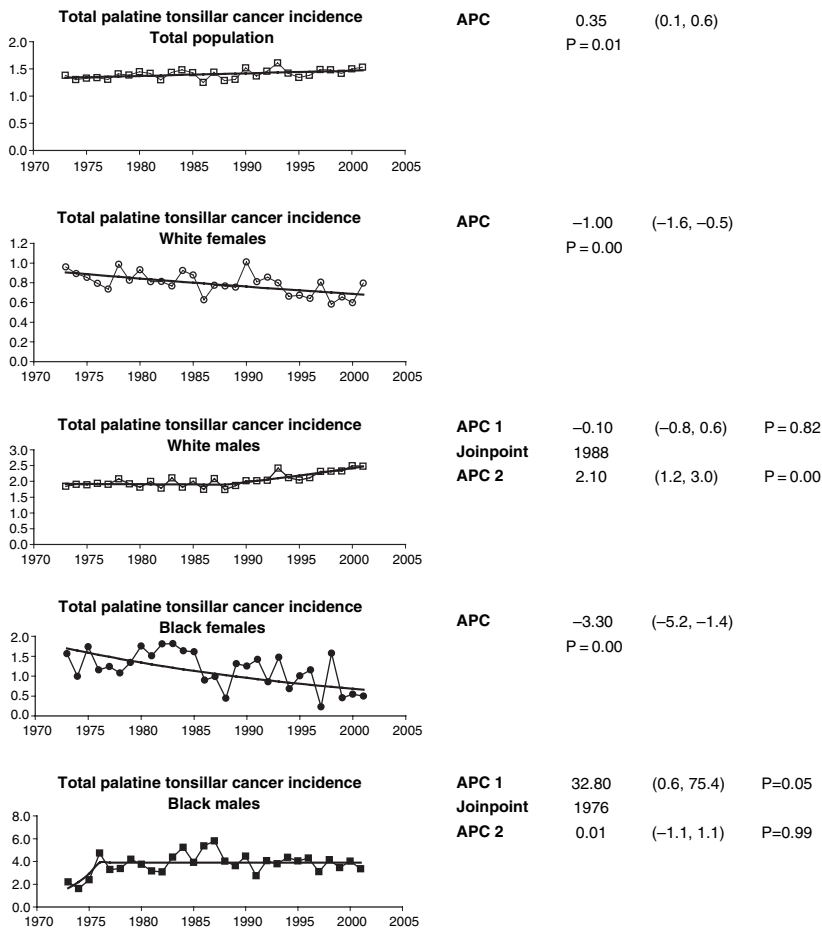 Total palatine tonsillar cancer incidence
Total population
2.0
1.5
1.0
0.5
0.0
1970 1975 1980 1985 1990 1995 2000 2005
APC 0.35 (0.1, 0.6)
P = 0.01
Total palatine tonsillar cancer incidence
White females
1.2
1.0
0.8
0.6
0.4
0.2
0.0
1970 1975 1980 1985 1990 1995 2000 2005
APC –1.00 (–1.6, –0.5)
P = 0.00
Total palatine tonsillar cancer incidence
White males
3.0
2.5
2.0
1.5
1.0
0.5
0.0
1970 1975 1980 1985 1990 1995 2000 2005
APC 1 –0.10 (–0.8, 0.6) P = 0.82
Joinpoint 1988
APC 2 2.10 (1.2, 3.0) P = 0.00
Total palatine tonsillar cancer incidence
Black females
2.0
1.5
1.0
0.5
0.0
1970 1975 1980 1985 1990 1995 2000 2005
APC –3.30 (–5.2, –1.4)
P = 0.00
Total palatine tonsillar cancer incidence
Black males
8.0
6.0
4.0
2.0
0.0
1970 1975 1980 1985 1990 1995 2000 2005
APC 1 32.80 (0.6, 75.4) P=0.05
Joinpoint 1976
APC 2 0.01 (–1.1, 1.1) P=0.99